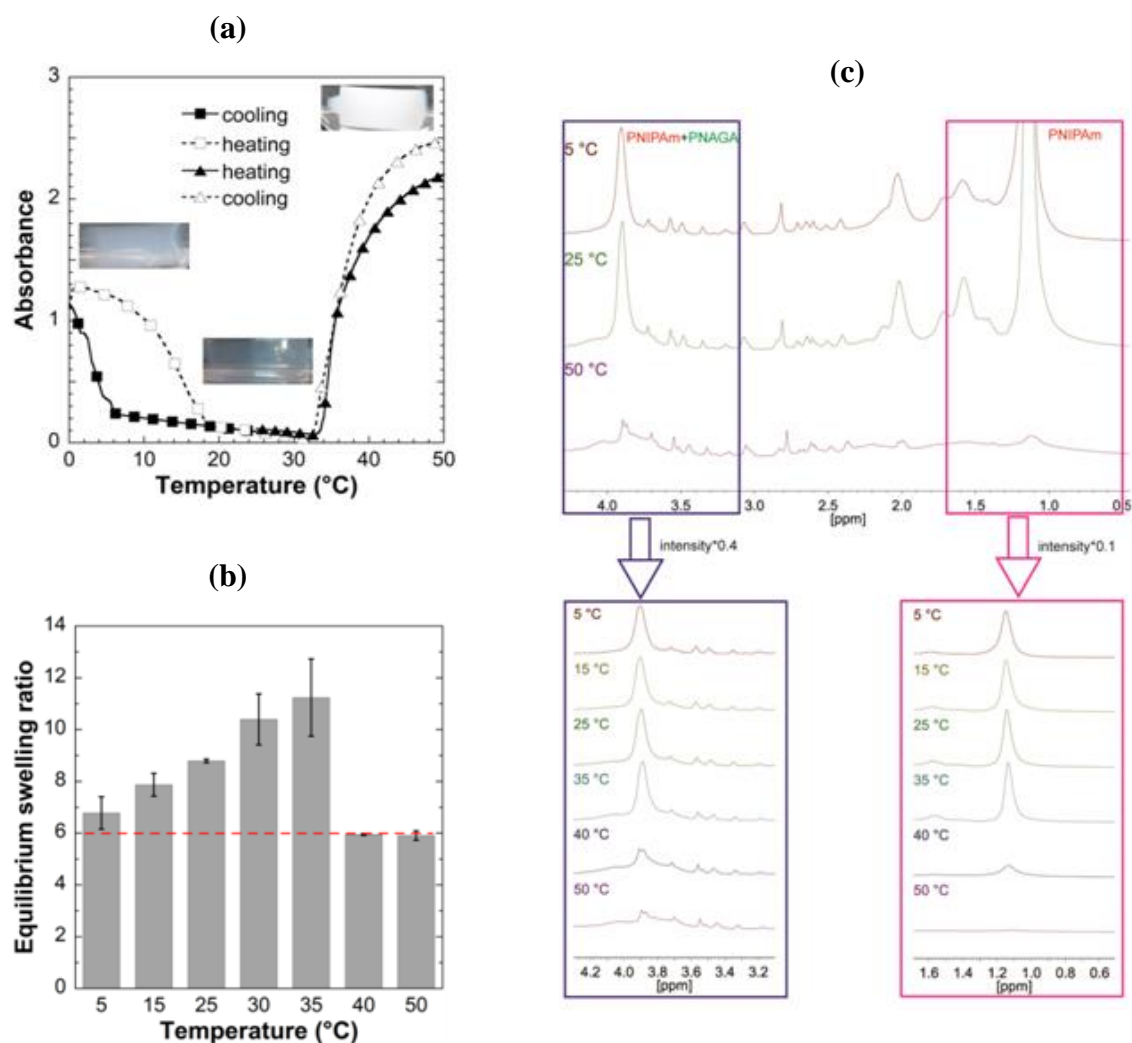 (a)
3
2
1
0
Absorbance
cooling
heating
heating
cooling
0 10 20 30 40 50
Temperature (°C)
(b)
14
12
10
8
6
4
2
0
Equilibrium swelling ratio
5 15 25 30 35 40 50
Temperature (°C)
(c)
PNIPAm+PNAGA
PNIPAm
5 °C
25 °C
50 °C
4.0 3.5 3.0 2.5 2.0 1.5 1.0 0.5
[ppm]
intensity*0.4
intensity*0.1
5 °C
15 °C
25 °C
35 °C
40 °C
50 °C
4.2 4.0 3.8 3.6 3.4 3.2
[ppm]
5 °C
15 °C
25 °C
35 °C
40 °C
50 °C
1.6 1.4 1.2 1.0 0.8 0.6
[ppm]